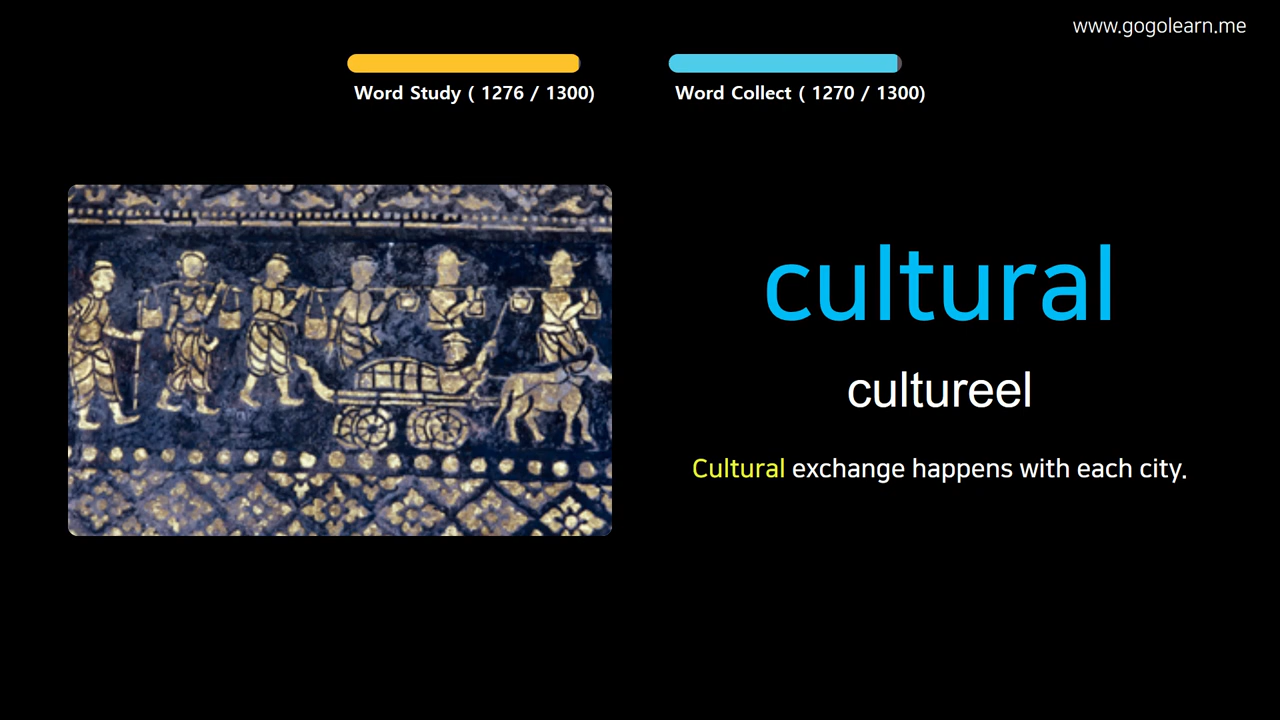 www.gogolearn.me
Word Study ( 1276 / 1300)
Word Collect ( 1270 / 1300)
cultural
cultureel
Cultural exchange happens with each city.